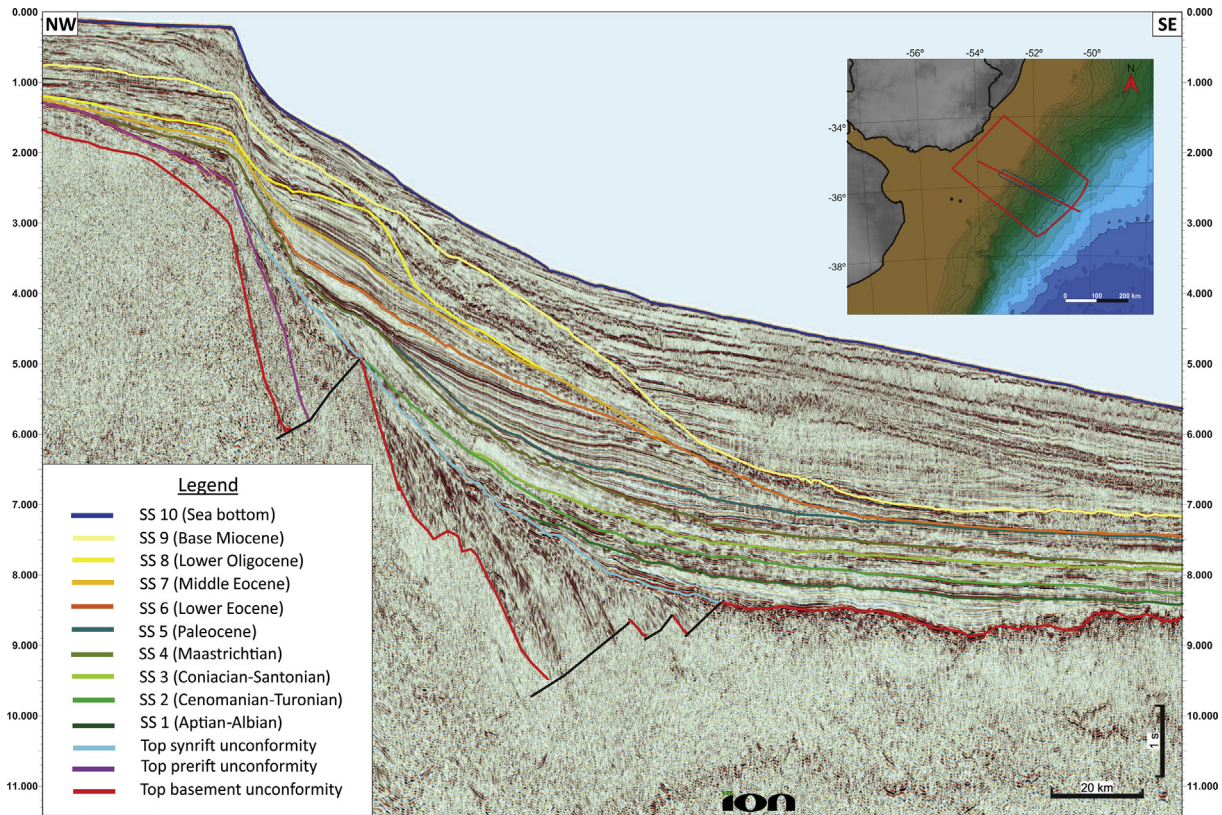 NW
SE
0.000
1.000
2.000
3.000
4.000
5.000
6.000
7.000
8.000
9.000
10.000
11.000
0.000
1.000
2.000
3.000
4.000
5.000
6.000
7.000
8.000
9.000
10.000
11.000
-56° -54° -52° -50°
N
-34°
-36°
-38°
0 100 200 km
Legend
SS 10 (Sea bottom)
SS 9 (Base Miocene)
SS 8 (Lower Oligocene)
SS 7 (Middle Eocene)
SS 6 (Lower Eocene)
SS 5 (Paleocene)
SS 4 (Maastrichtian)
SS 3 (Coniacian-Santonian)
SS 2 (Cenomanian-Turonian)
SS 1 (Aptian-Albian)
Top synrift unconformity
Top prerift unconformity
Top basement unconformity
1 s
20 km
ion